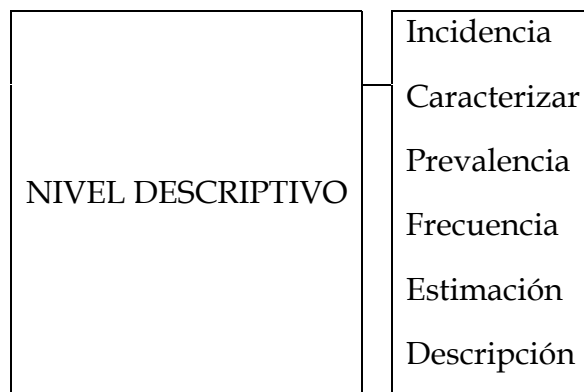 NIVEL DESCRIPTIVO
Incidencia
Caracterizar
Prevalencia
Frecuencia
Estimación
Descripción